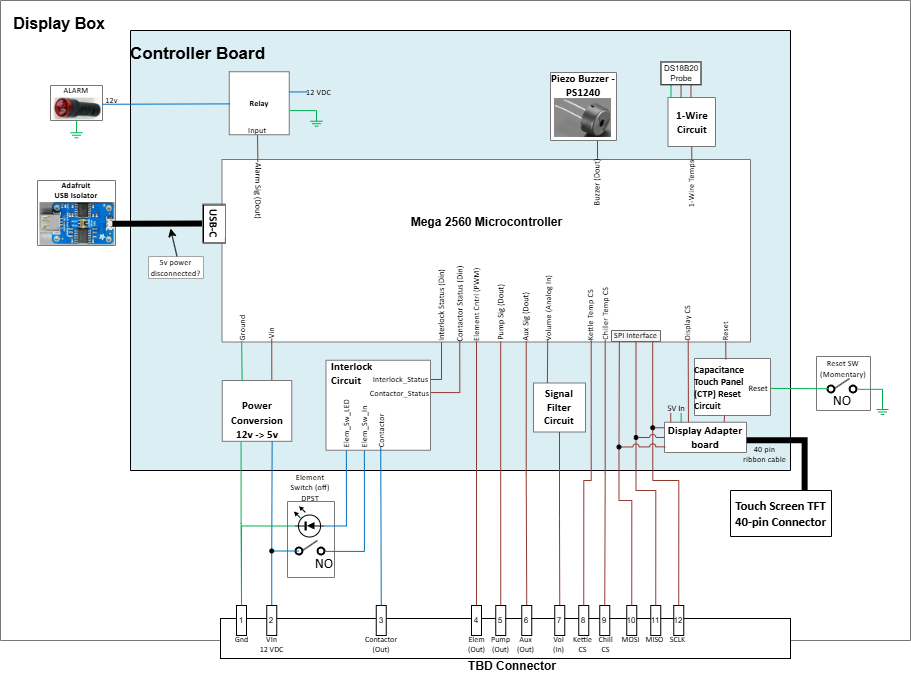 Display Box
Controller Board
ALARM
12v
Relay
Input
12 VDC
Piezo Buzzer -
PS1240
DS18B20
Probe
1-Wire
Circuit
Alarm Sig (Dout)
Buzzer (Dout)
1-Wire Temps
Adafruit
USB Isolator
USB-C
5v power
disconnected?
Mega 2560 Microcontroller
Ground
Vin
Interlock Status (Din)
Contactor Status (Din)
Element Cntrl (PWM)
Pump Sig (Dout)
Aux Sig (Dout)
Volume (Analog In)
Kettle Temp CS
Chiller Temp CS
SPI Interface
Display CS
Reset
Power
Conversion
12v -> 5v
Interlock
Circuit
Interlock_Status
Contactor_Status
Elem_Sw_LED
Elem_Sw_In
Contactor
Signal
Filter
Circuit
Capacitance
Touch Panel
(CTP) Reset
Circuit
Reset
Reset SW
(Momentary)
NO
5V In
Display Adapter
board
40 pin
ribbon cable
Touch Screen TFT
40-pin Connector
Element
Switch (off)
DPST
NO
1
2
3
4
5
6
7
8
9
10
11
12
Gnd
Vin
12 VDC
Contactor
(Out)
Elem
(Out)
Pump
(Out)
Aux
(Out)
Vol
(In)
Kettle
CS
Chill
CS
MOSI
MISO
SCLK
TBD Connector